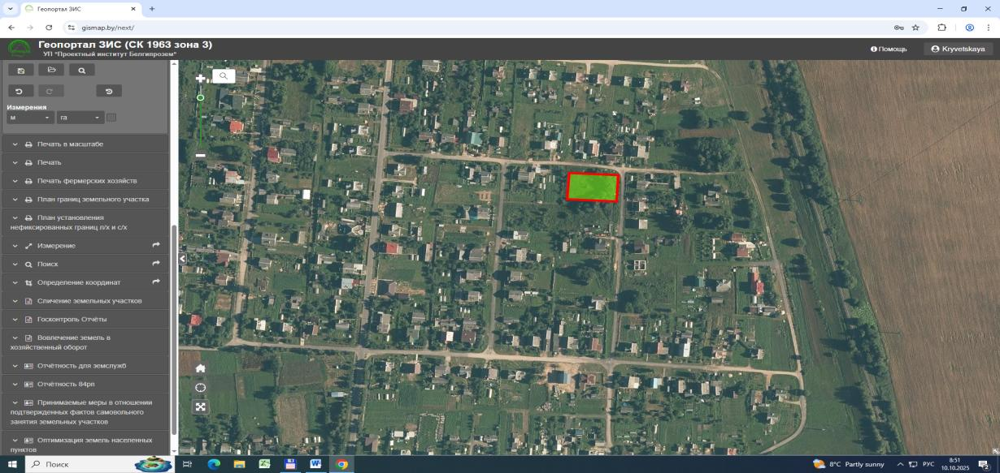 Геопортал ЗИС
gismap.by/next/
Геопортал ЗИС (СК 1963 зона 3)
УП "Проектный институт Белгипрозем"
Помощь
Kryvetskaya
Измерения
м
га
Печать в масштабе
Печать
Печать фермерских хозяйств
План границ земельного участка
План установления
нефиксированных границ л/х и с/х
Измерение
Поиск
Определение координат
Спичение земельных участков
Госконтроль Отчёты
Вовлечение земель в
хозяйственный оборот
Отчётность для земслужб
Отчётность 84рп
Принимаемые меры в отношении
подтвержденных фактов самовольного
занятия земельных участков
Оптимизация земель населенных
пунктов
Поиск
8°C Partly sunny
РУС
8:51
10.10.2025